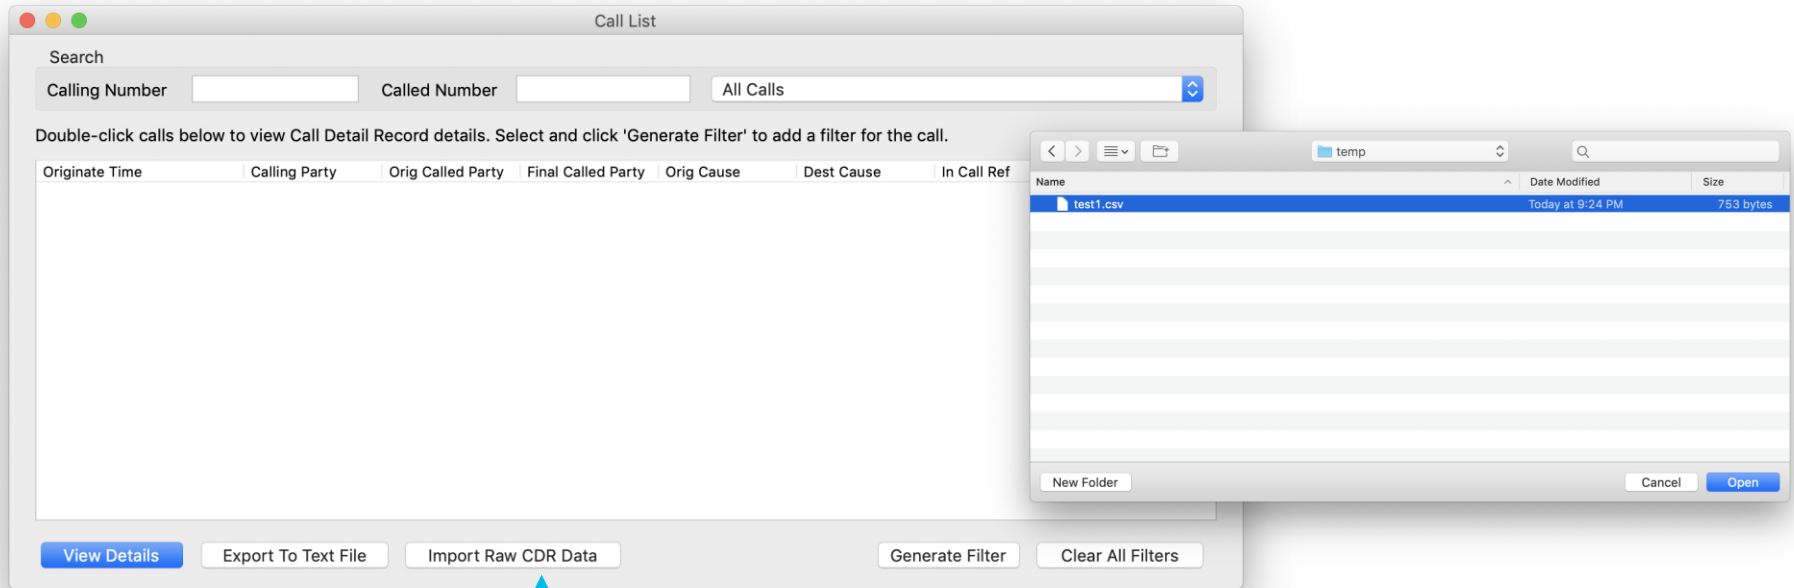 Call List
Search
Calling Number
Called Number
All Calls
Double-click calls below to view Call Detail Record details. Select and click 'Generate Filter' to add a filter for the call.
Originate Time Calling Party Orig Called Party Final Called Party Orig Cause Dest Cause In Call Ref
temp
Name Date Modified Size
test1.csv Today at 9:24 PM 753 bytes
New Folder Cancel Open
View Details Export To Text File Import Raw CDR Data Generate Filter Clear All Filters